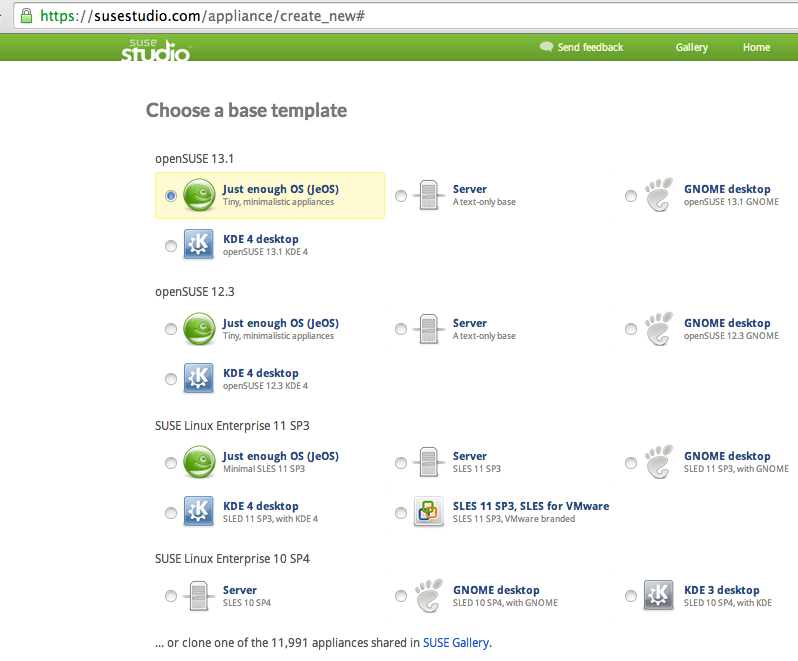 https://susestudio.com/appliance/create_new#
suse
studio
Send feedback
Gallery
Home
Choose a base template
openSUSE 13.1
Just enough OS (JeOS)
Tiny, minimalistic appliances
Server
A text-only base
GNOME desktop
openSUSE 13.1 GNOME
KDE 4 desktop
openSUSE 13.1 KDE 4
openSUSE 12.3
Just enough OS (JeOS)
Tiny, minimalistic appliances
Server
A text-only base
GNOME desktop
openSUSE 12.3 GNOME
KDE 4 desktop
openSUSE 12.3 KDE 4
SUSE Linux Enterprise 11 SP3
Just enough OS (JeOS)
Minimal SLES 11 SP3
Server
SLES 11 SP3
GNOME desktop
SLED 11 SP3, with GNOME
KDE 4 desktop
SLED 11 SP3, with KDE 4
SLES 11 SP3, SLES for VMware
SLES 11 SP3, VMware branded
SUSE Linux Enterprise 10 SP4
Server
SLES 10 SP4
GNOME desktop
SLED 10 SP4, with GNOME
KDE 3 desktop
SLED 10 SP4, with KDE
... or clone one of the 11,991 appliances shared in SUSE Gallery.